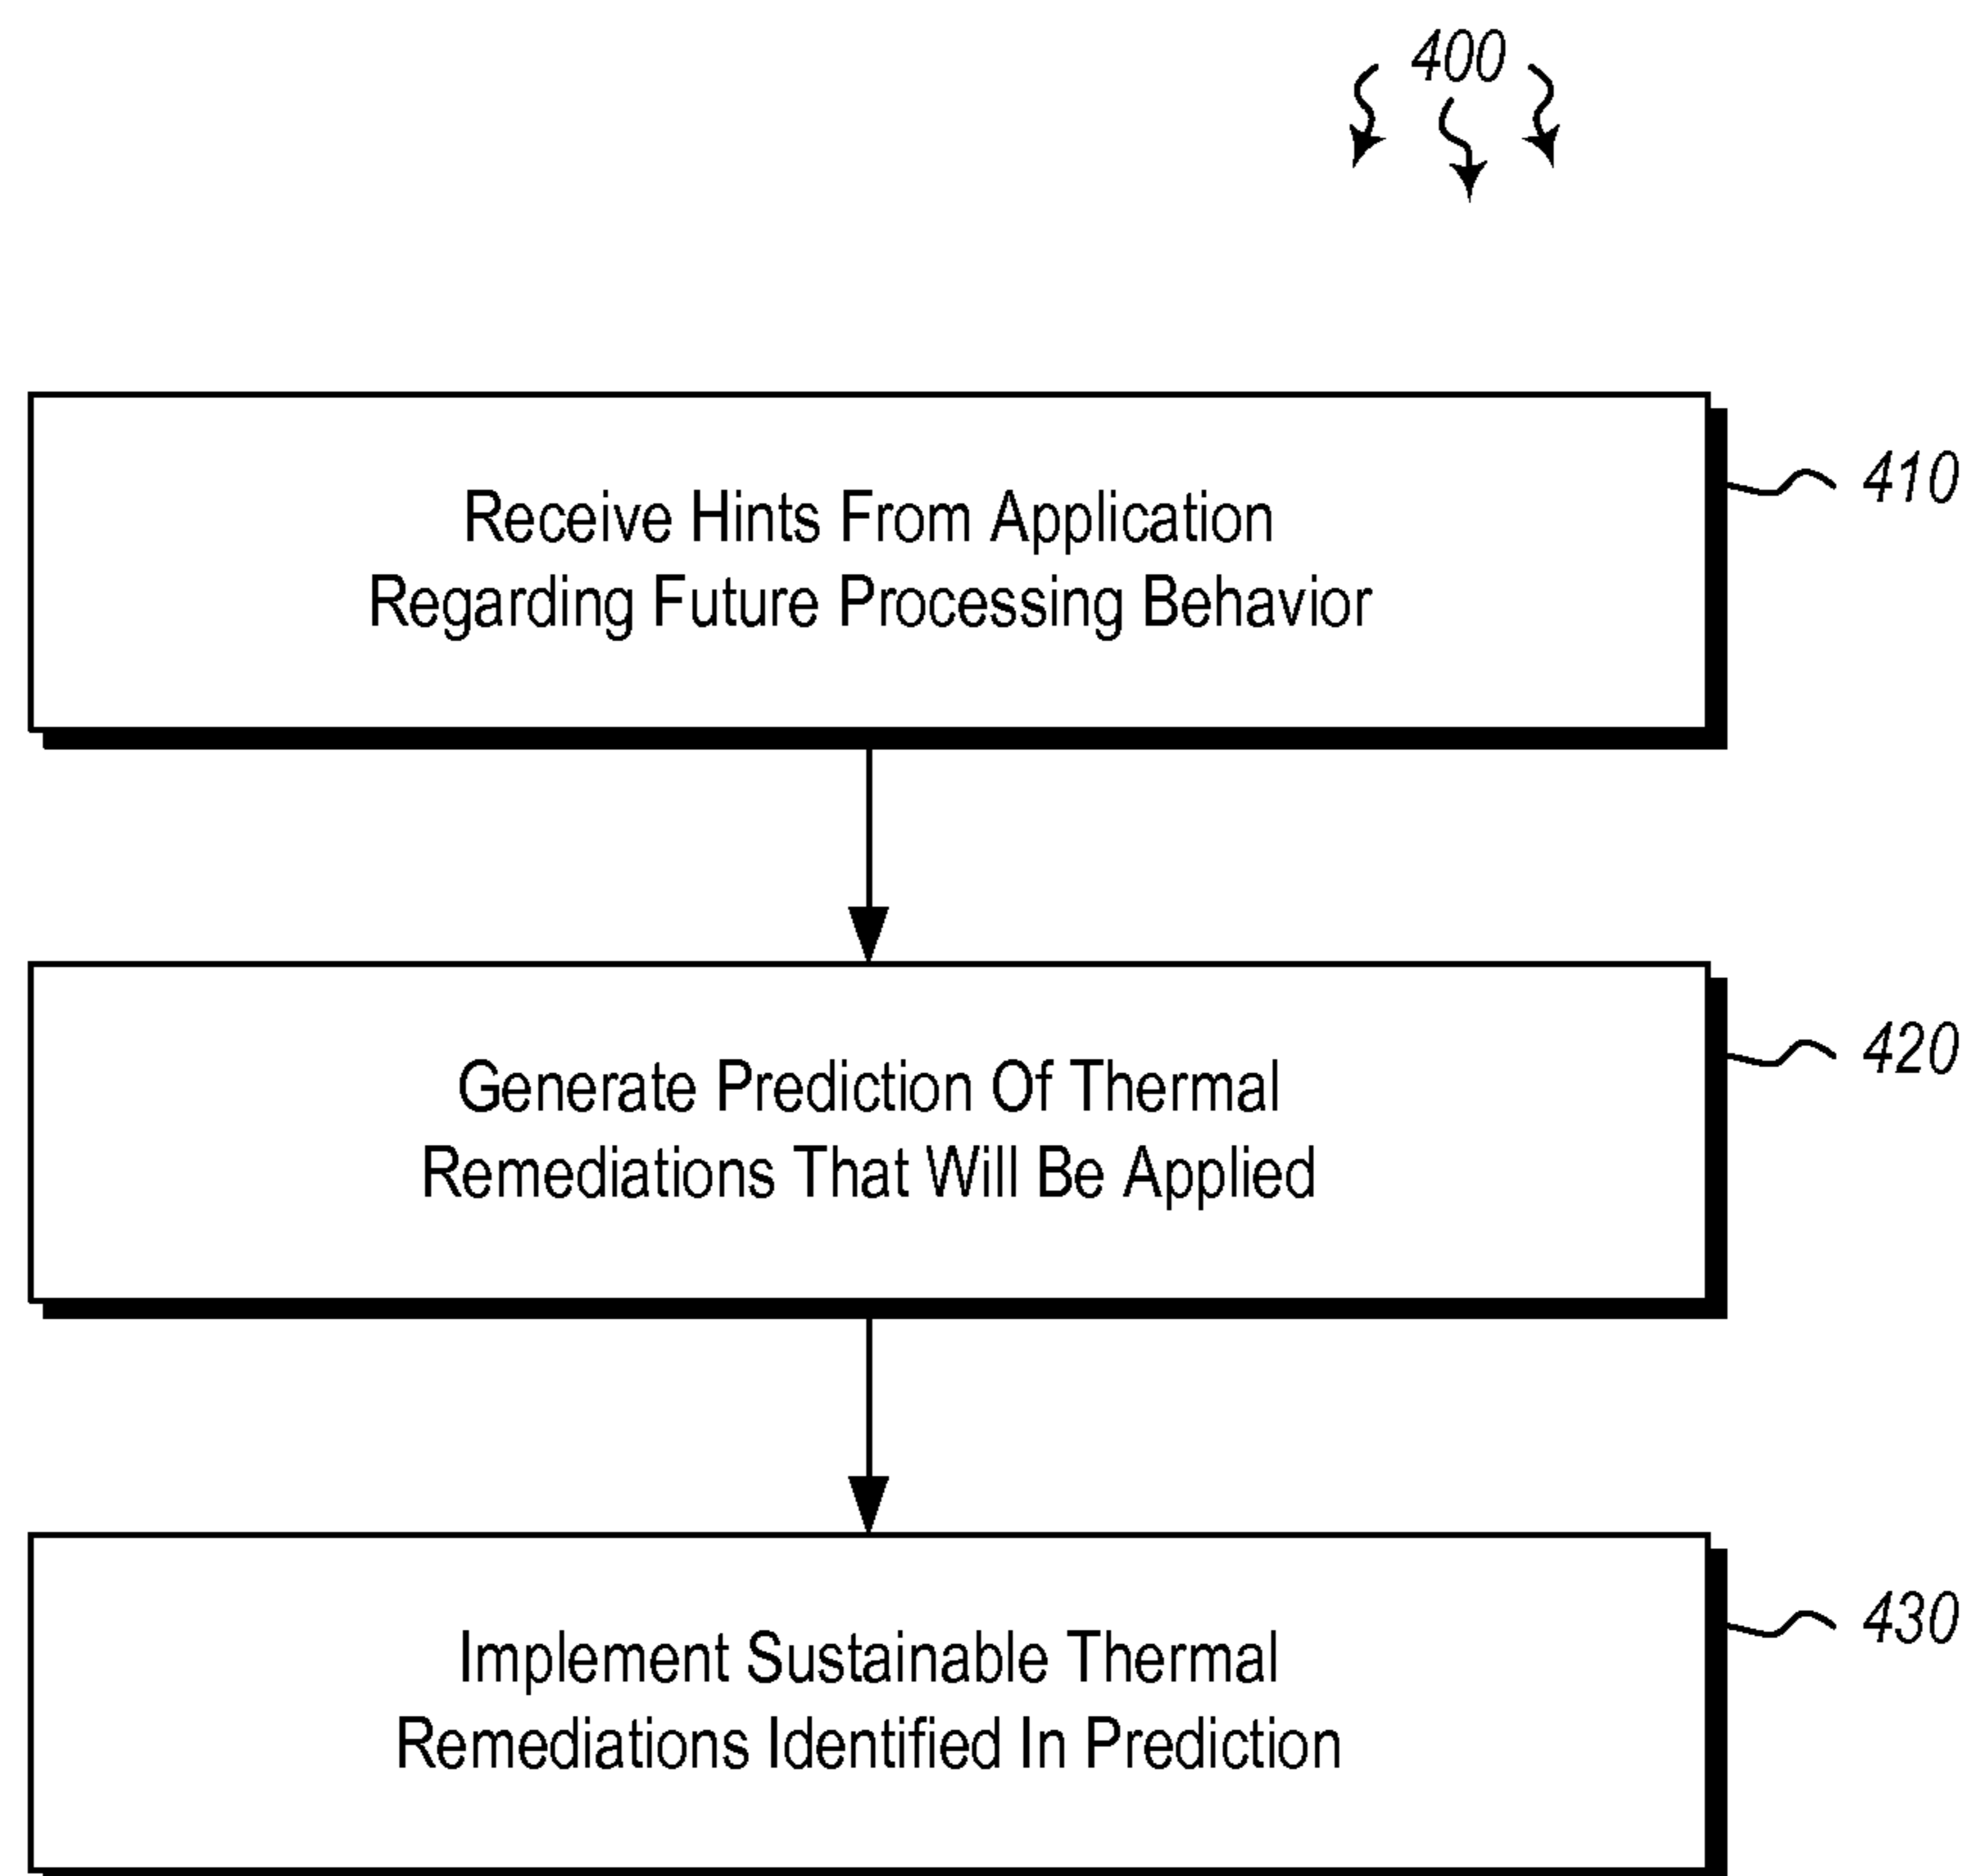 400
Receive Hints From Application
Regarding Future Processing Behavior
410
Generate Prediction Of Thermal
Remediations That Will Be Applied
420
Implement Sustainable Thermal
Remediations Identified In Prediction
430